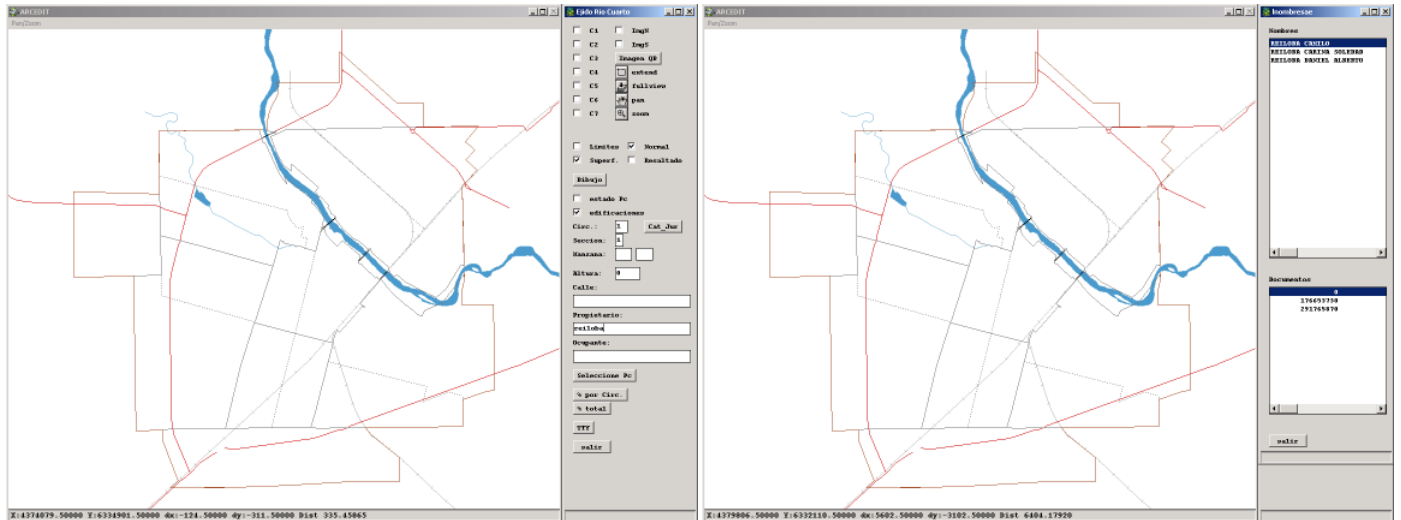 ARCEDIT
Pan/Zoom
X:4374079.50000 Y:6334901.50000 dx:-124.50000 dy:-311.50000 Dist 335.45865
Ejido Rio Cuarto
C1 ImgN
C2 ImgS
C3 Imagen QB
C4 extend
C5 fullview
C6 pan
C7 zoom
Limites Normal
Superf. Resaltado
Dibujo
estado Pc
edificaciones
Circ.: 1 Cat_Jur
Seccion: 5
Manzana:
Altura: 0
Calle:
Propietario:
reiloba
Ocupante:
Seleccione Pc
% por Circ.
% total
TTY
salir
ARCEDIT
Pan/Zoom
X:4379806.50000 Y:6332110.50000 dx:5602.50000 dy:-3102.50000 Dist 6404.17920
Inombresae
Nombres
REILOBA CAMILO
REILOBA CARINA SOLEDAD
REILOBA DANIEL ALBERTO
Documentos
0
176653730
291765070
salir